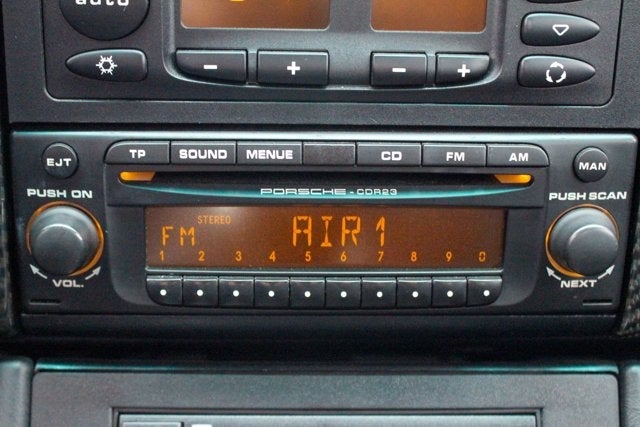 auto
- + - +
EJT TP SOUND MENUE CD FM AM MAN
PUSH ON PORSCHE - CDR23 PUSH SCAN
STEREO
FM AIR1
1 2 3 4 5 6 7 8 9 0
VOL. NEXT